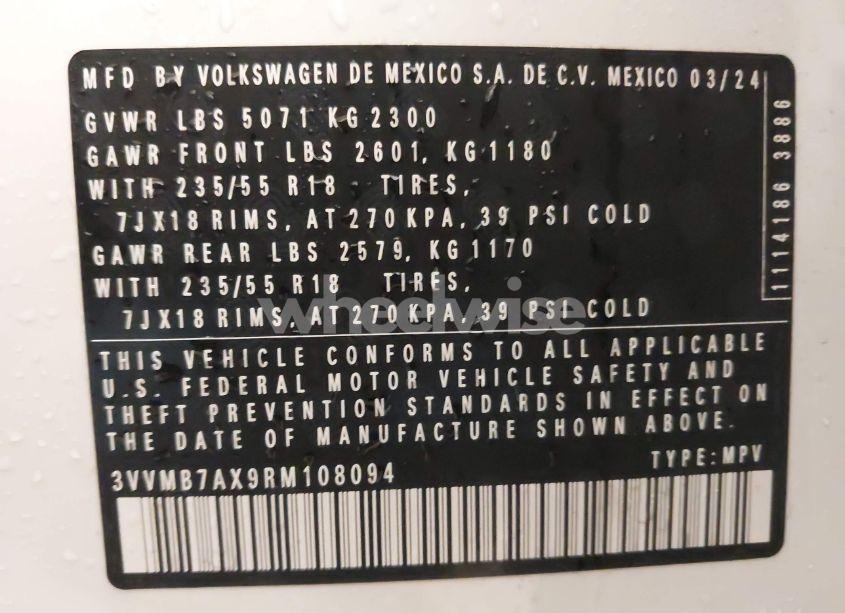 MFD BY VOLKSWAGEN DE MEXICO S.A. DE C.V. MEXICO 03/24
GVWR LBS 5071 KG 2300
GAWR FRONT LBS 2601, KG 1180
WITH 235/55 R18 TIRES,
7JX18 RIMS, AT 270 KPA, 39 PSI COLD
GAWR REAR LBS 2579, KG 1170
WITH 235/55 R18 TIRES,
7JX18 RIMS, AT 270 KPA, 39 PSI COLD
1114186 3886
wheelwise
THIS VEHICLE CONFORMS TO ALL APPLICABLE
U.S. FEDERAL MOTOR VEHICLE SAFETY AND
THEFT PREVENTION STANDARDS IN EFFECT ON
THE DATE OF MANUFACTURE SHOWN ABOVE.
TYPE: MPV
3VVMB7AX9RM108094